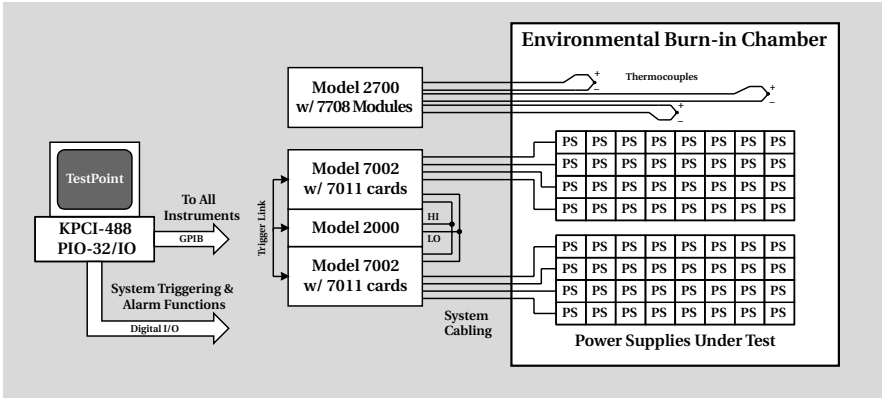 Environmental Burn-in Chamber
Model 2700
w/ 7708 Modules
+
–
Thermocouples
+
–
+
–
TestPoint
KPCI-488
PIO-32/IO
To All
Instruments
GPIB
System Triggering &
Alarm Functions
Digital I/O
Trigger Link
Model 7002
w/ 7011 cards
Model 2000
HI
LO
Model 7002
w/ 7011 cards
System
Cabling
PS PS PS PS PS PS PS PS
PS PS PS PS PS PS PS PS
PS PS PS PS PS PS PS PS
PS PS PS PS PS PS PS PS
PS PS PS PS PS PS PS PS
PS PS PS PS PS PS PS PS
PS PS PS PS PS PS PS PS
PS PS PS PS PS PS PS PS
Power Supplies Under Test